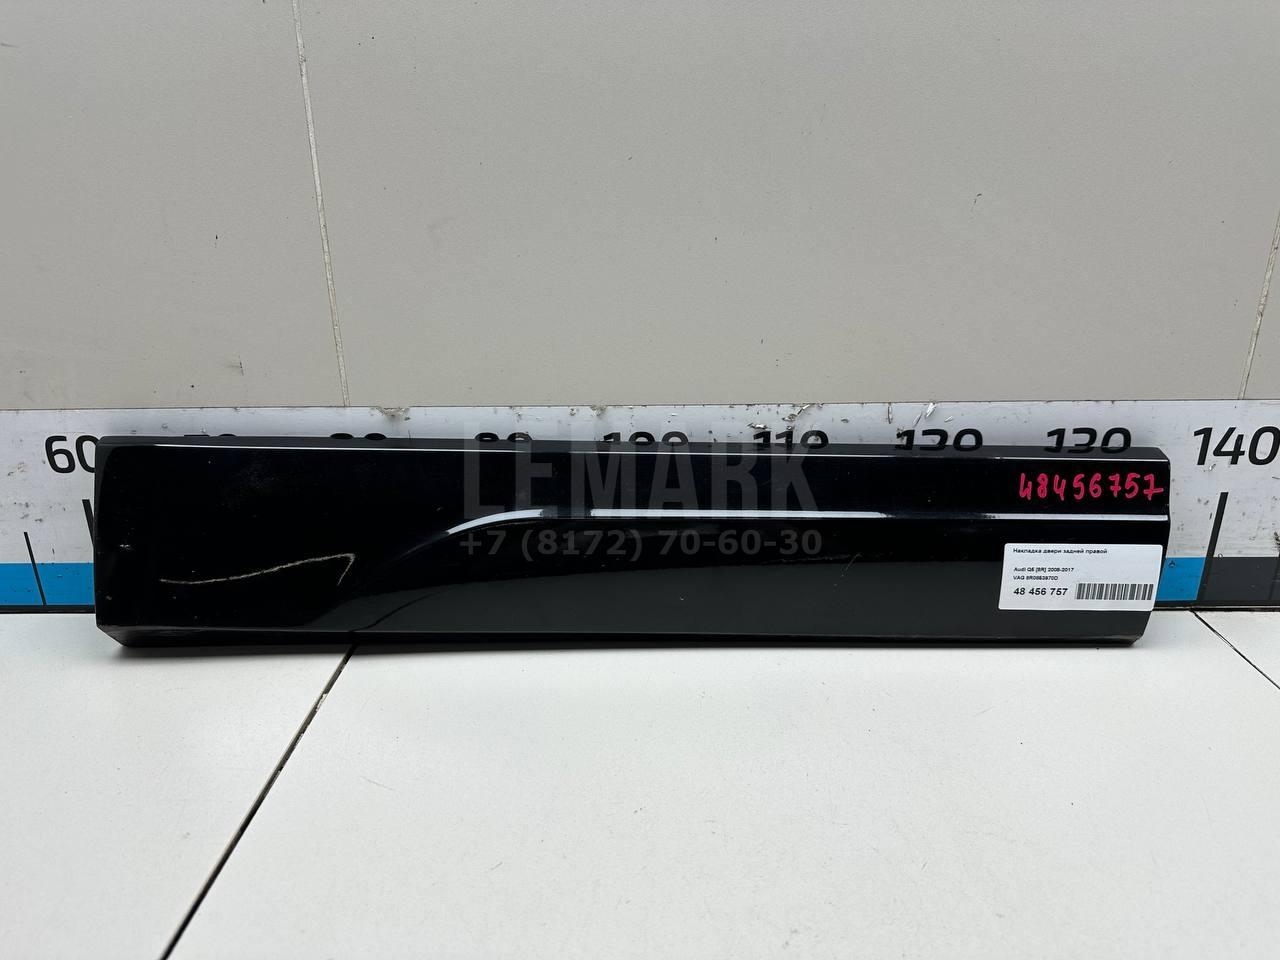 60 110 120 130 140
LEMARK
48456757
+7 (8172) 70-60-30
Накладка двери задней правой
Audi Q5 [8R] 2008-2017
VAG 8R0853970D
48 456 757